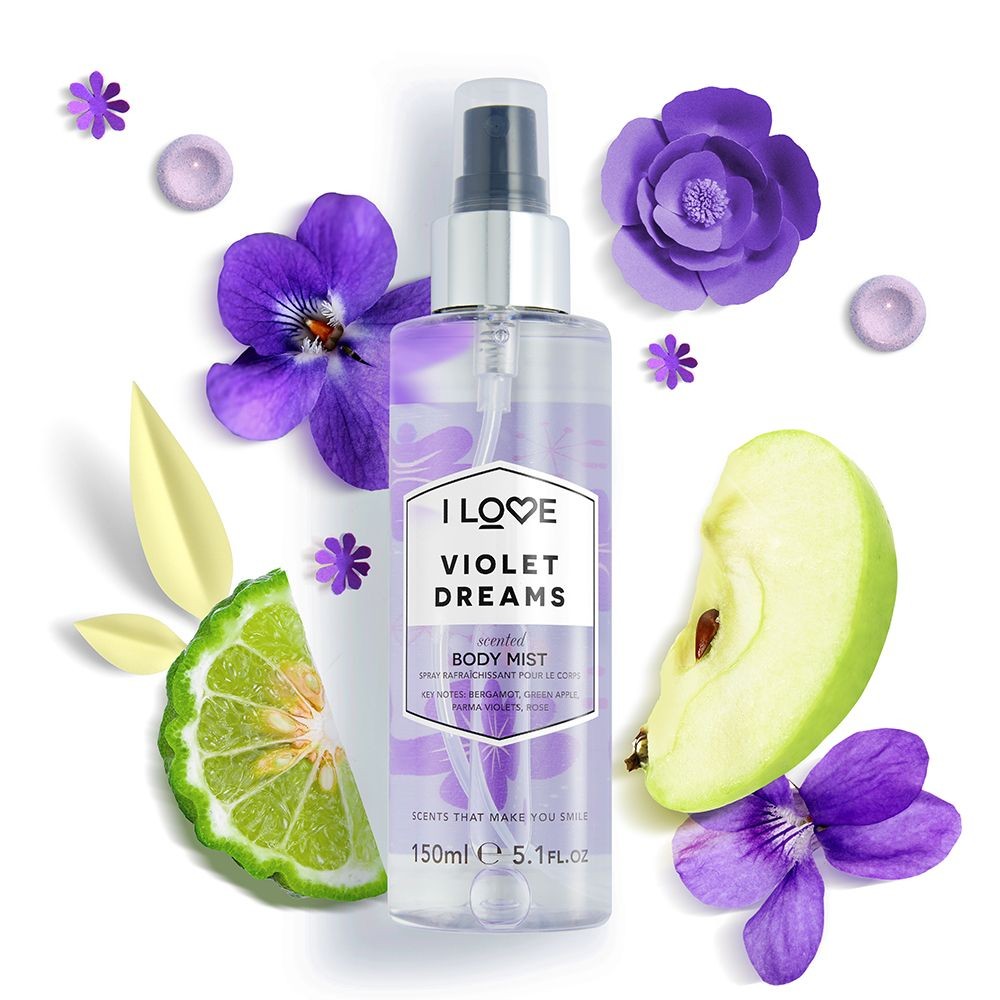 I LOVE
VIOLET
DREAMS
scented
BODY MIST
SPRAY RAFRAÎCHISSANT POUR LE CORPS
KEY NOTES: BERGAMOT, GREEN APPLE,
PARMA VIOLETS, ROSE
SCENTS THAT MAKE YOU SMILE
150ml ℮ 5.1FL.OZ